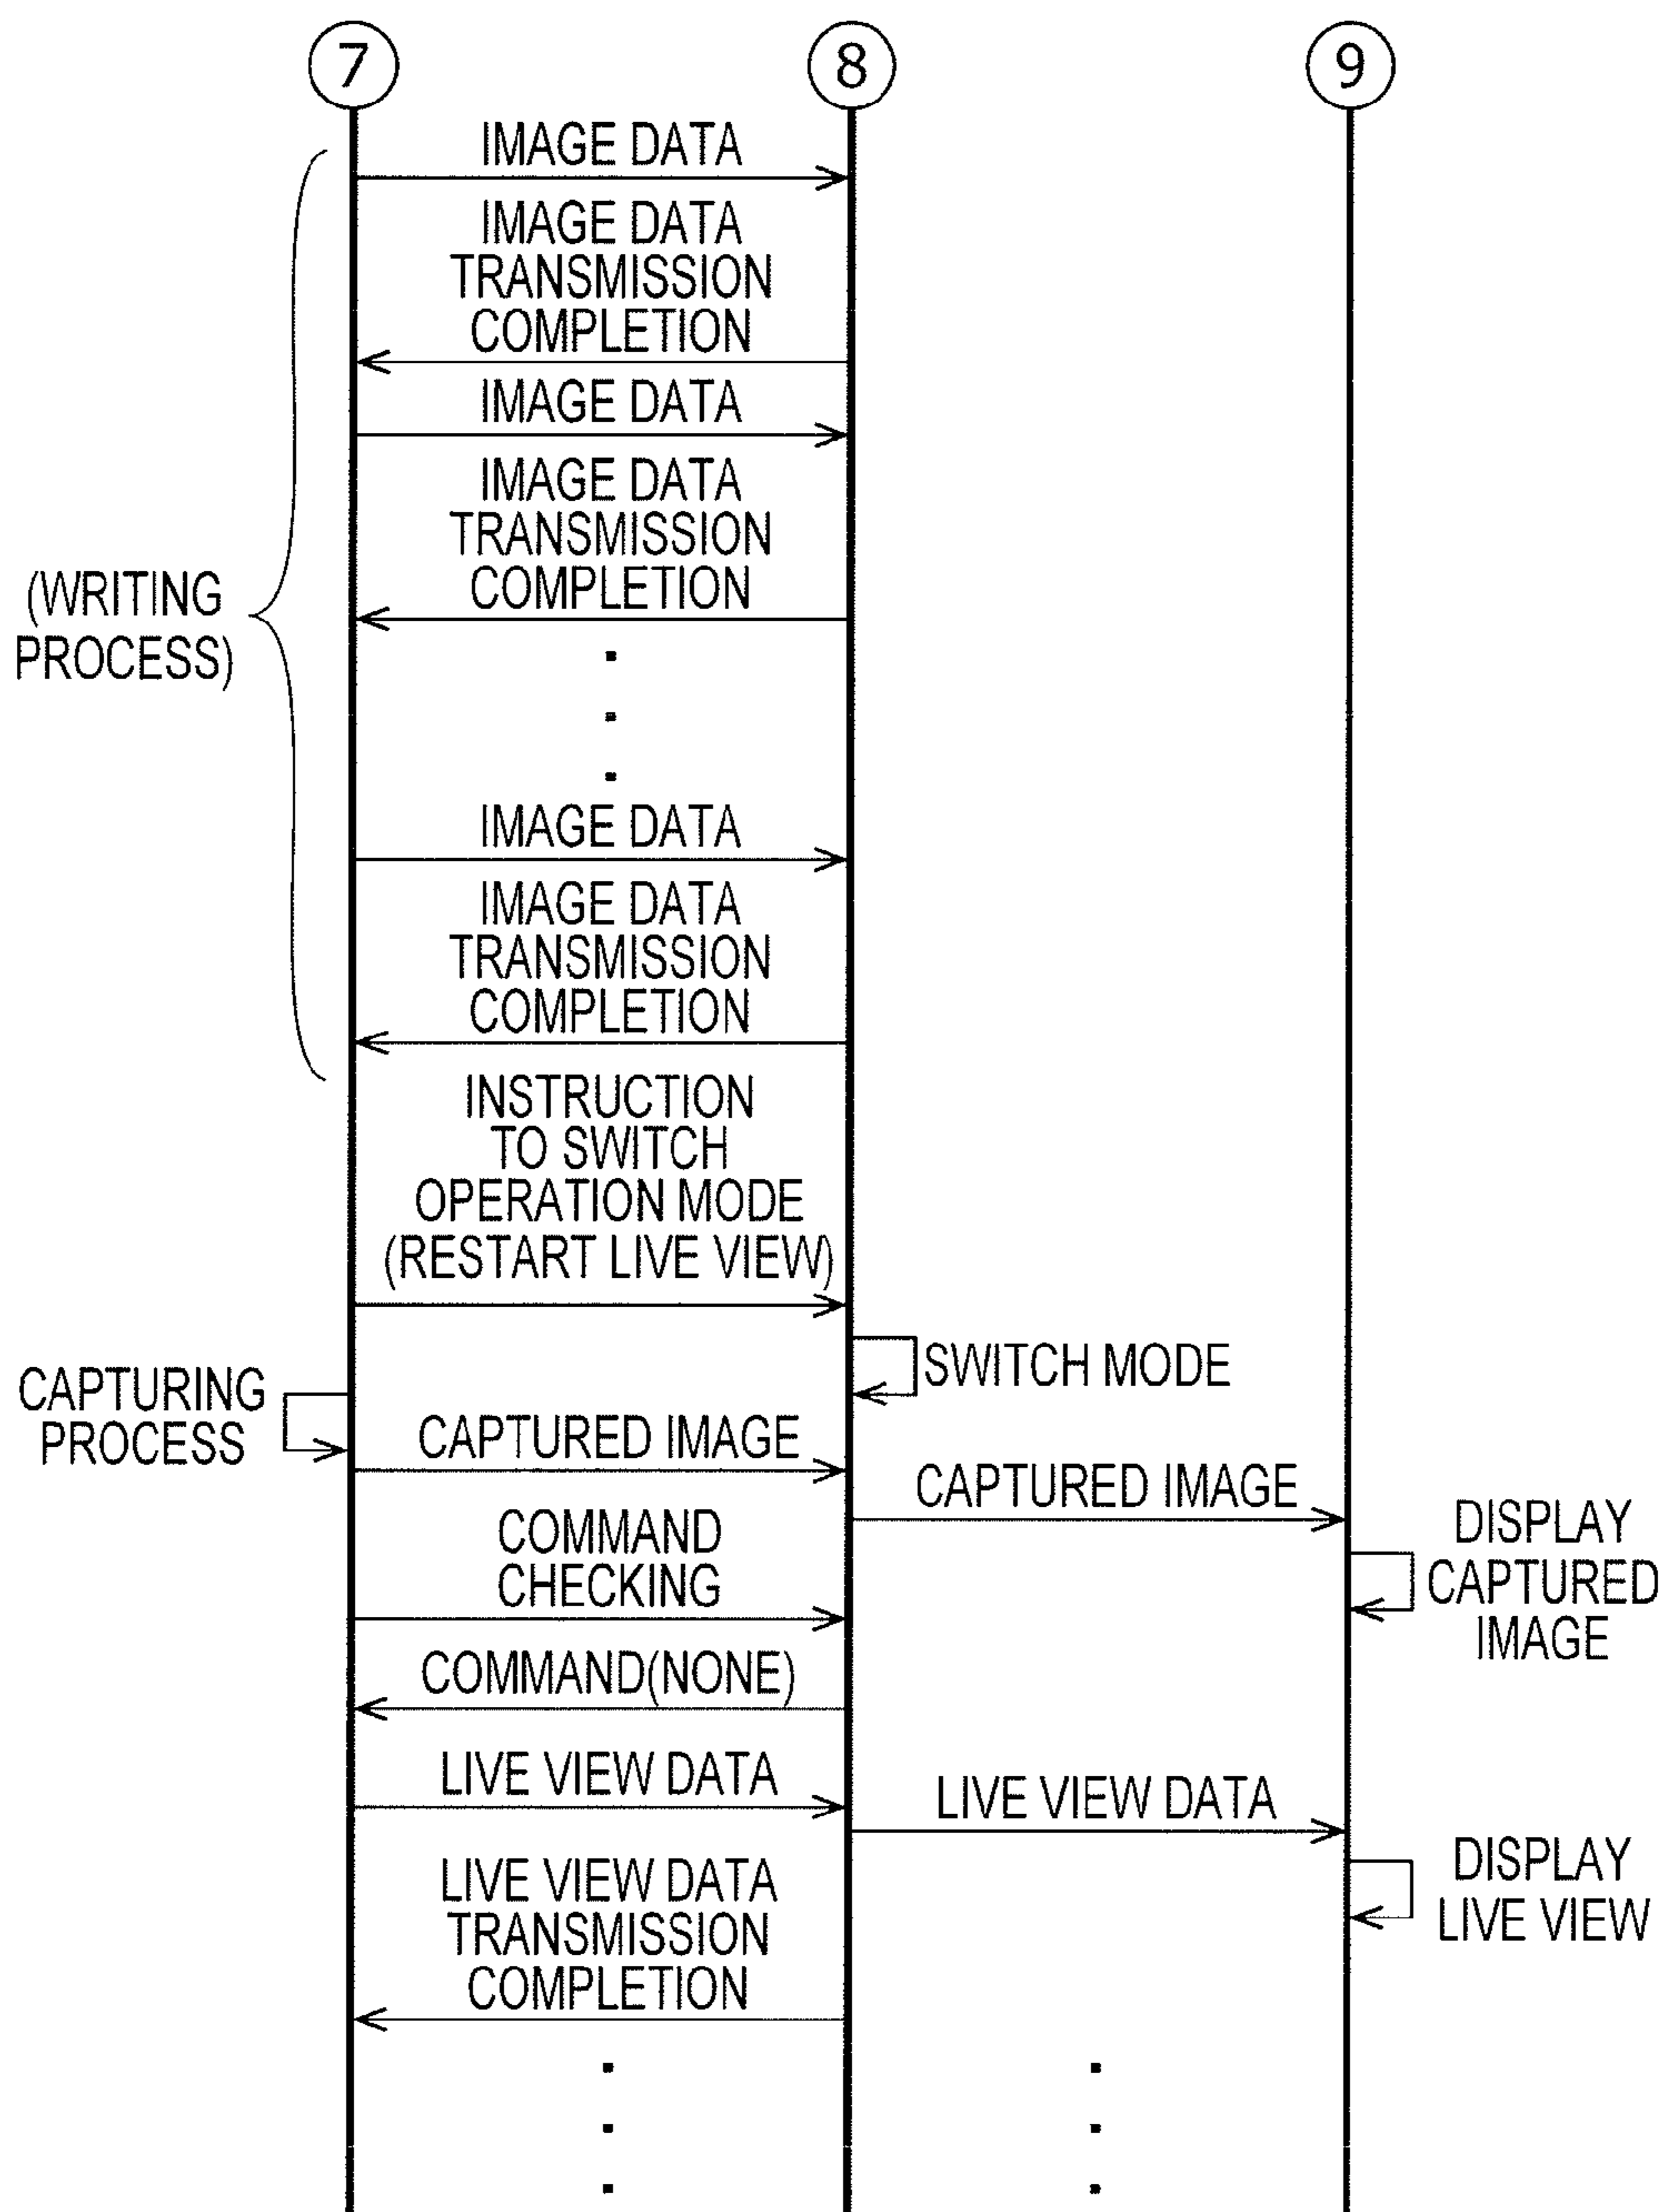 7
8
9
IMAGE DATA
IMAGE DATA
TRANSMISSION
COMPLETION
IMAGE DATA
IMAGE DATA
TRANSMISSION
COMPLETION
(WRITING
PROCESS)
IMAGE DATA
IMAGE DATA
TRANSMISSION
COMPLETION
INSTRUCTION
TO SWITCH
OPERATION MODE
(RESTART LIVE VIEW)
SWITCH MODE
CAPTURING
PROCESS
CAPTURED IMAGE
CAPTURED IMAGE
DISPLAY
CAPTURED
IMAGE
COMMAND
CHECKING
COMMAND(NONE)
LIVE VIEW DATA
LIVE VIEW DATA
DISPLAY
LIVE VIEW
LIVE VIEW DATA
TRANSMISSION
COMPLETION